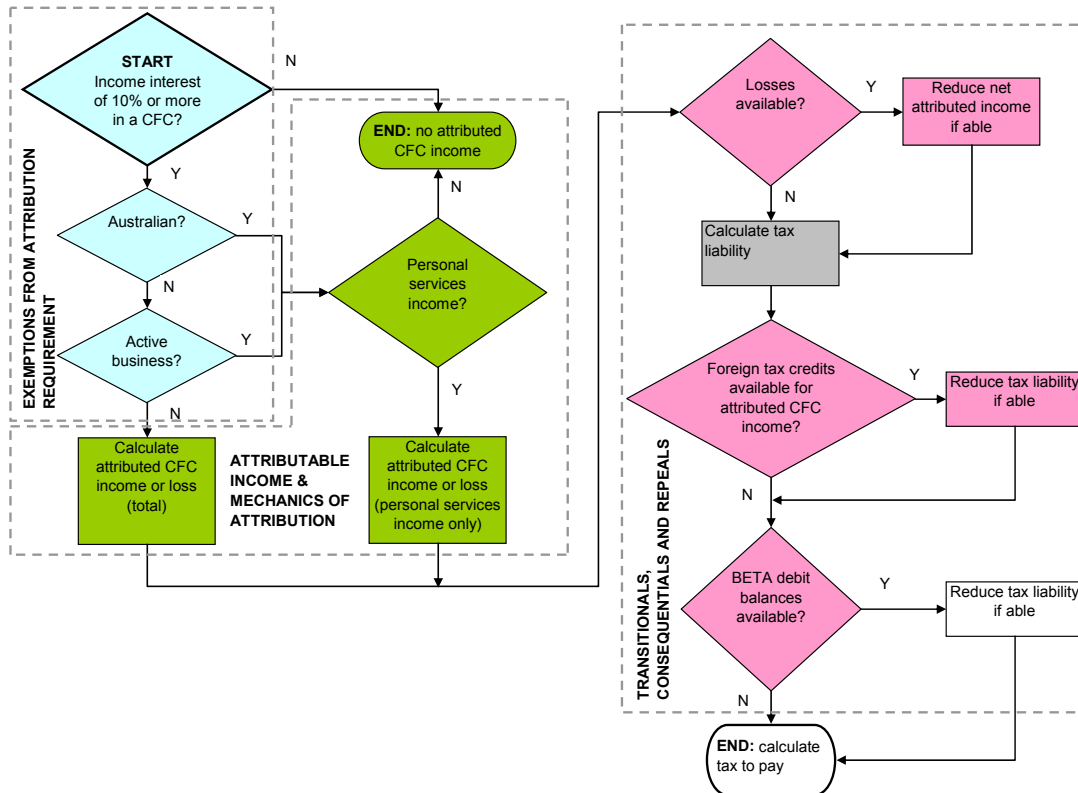 START
Income interest
of 10% or more
in a CFC?
N
Y
Australian?
Y
N
Active
business?
Y
N
EXEMPTIONS FROM ATTRIBUTION
REQUIREMENT
END: no attributed
CFC income
N
Personal
services
income?
Y
Calculate
attributed CFC
income or loss
(total)
ATTRIBUTABLE
INCOME &
MECHANICS OF
ATTRIBUTION
Calculate
attributed CFC
income or loss
(personal services
income only)
Losses
available?
Y
Reduce net
attributed income
if able
N
Calculate tax
liability
Foreign tax credits
available for
attributed CFC
income?
Y
Reduce tax liability
if able
N
BETA debit
balances
available?
Y
Reduce tax liability
if able
N
TRANSITIONALS,
CONSEQUENTIALS AND REPEALS
END: calculate
tax to pay